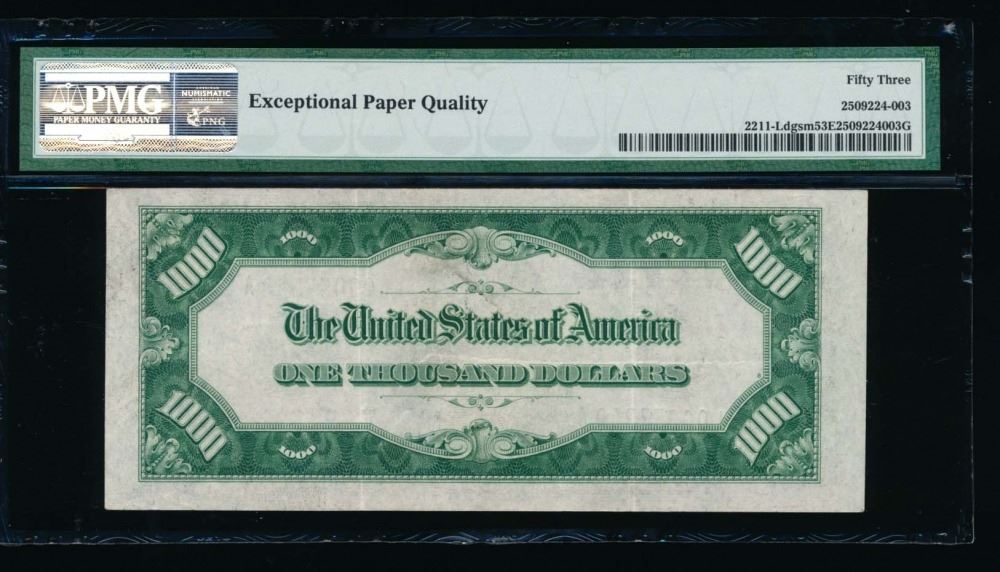 PMG
PAPER MONEY GUARANTY
NUMISMATIC
PNG
Exceptional Paper Quality
Fifty Three
2509224-003
2211-Ldgsm53E2509224003G
1000 1000 1000 1000
The United States of America
ONE THOUSAND DOLLARS
1000 1000 1000 1000